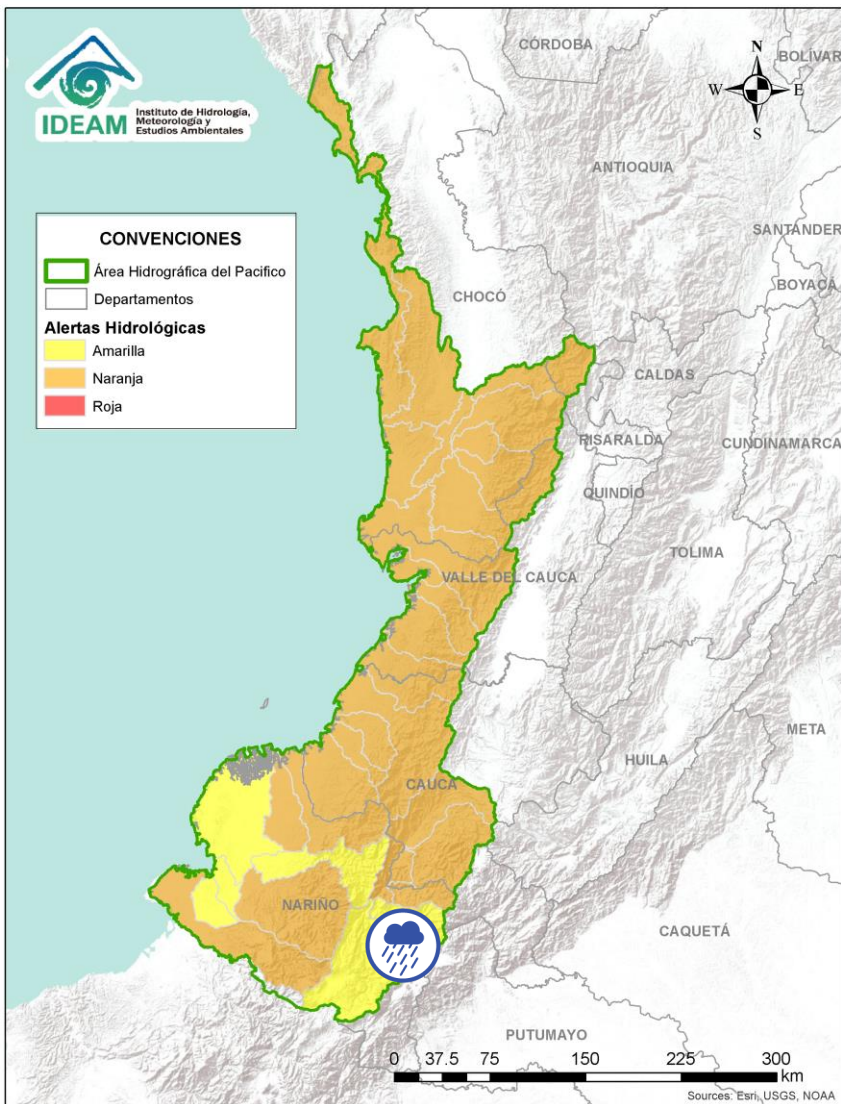 IDEAM
Instituto de Hidrología,
Meteorología y
Estudios Ambientales
N
W
E
S
CÓRDOBA
BOLÍVAR
ANTIOQUIA
SANTANDER
BOYACÁ
CHOCÓ
CALDAS
RISARALDA
CUNDINAMARCA
QUINDÍO
TOLIMA
VALLE DEL CAUCA
META
HUILA
CAUCA
NARIÑO
CAQUETÁ
PUTUMAYO
CONVENCIONES
Área Hidrográfica del Pacifico
Departamentos
Alertas Hidrológicas
Amarilla
Naranja
Roja
0 37.5 75 150 225 300
km
Sources: Esri, USGS, NOAA